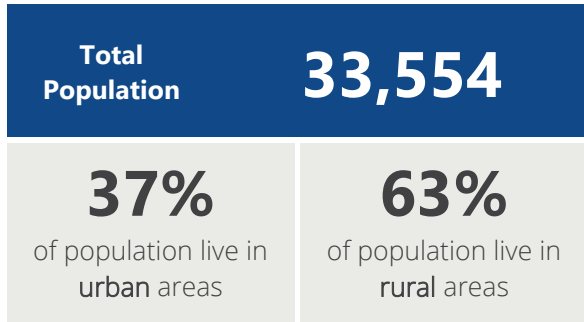 Total
Population
33,554
37%
of population live in
urban areas
63%
of population live in
rural areas